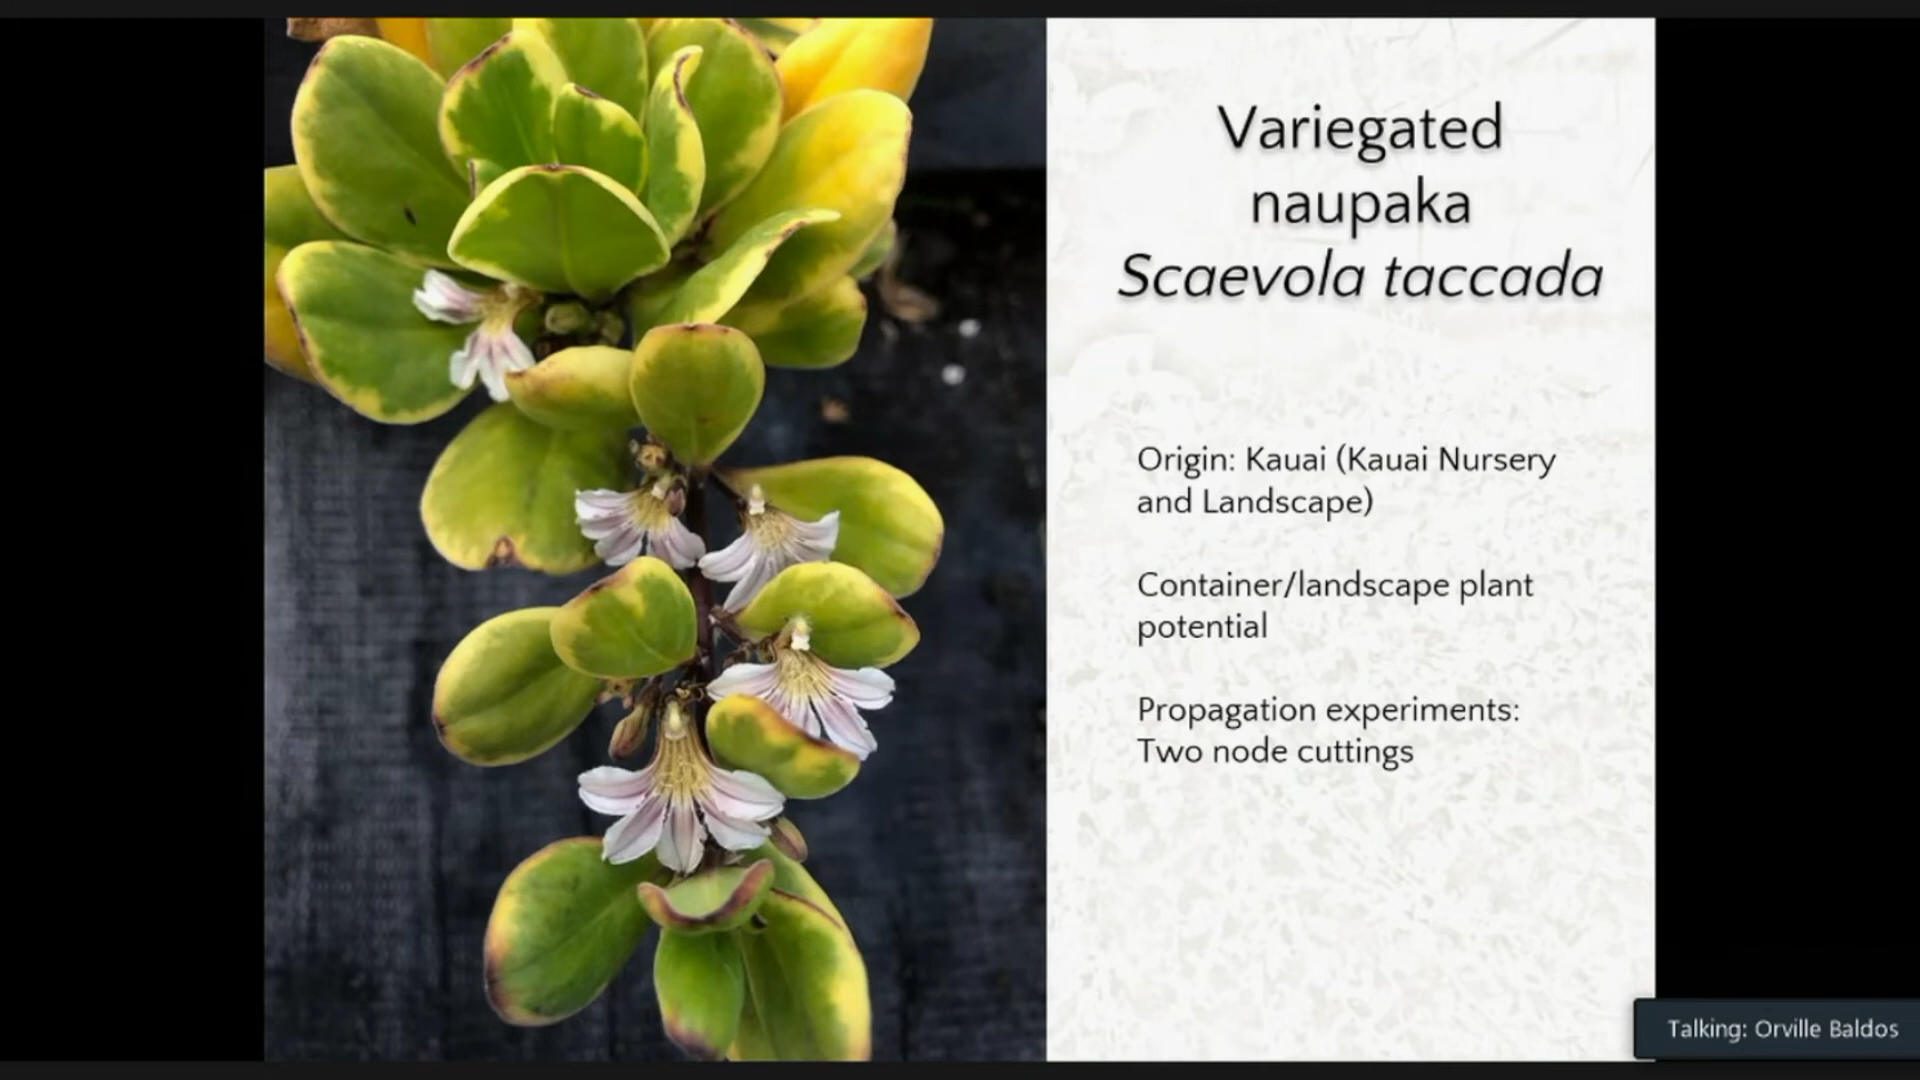 Variegated
naupaka
Scaevola taccada
Origin: Kauai (Kauai Nursery
and Landscape)
Container/landscape plant
potential
Propagation experiments:
Two node cuttings
Talking: Orville Baldos